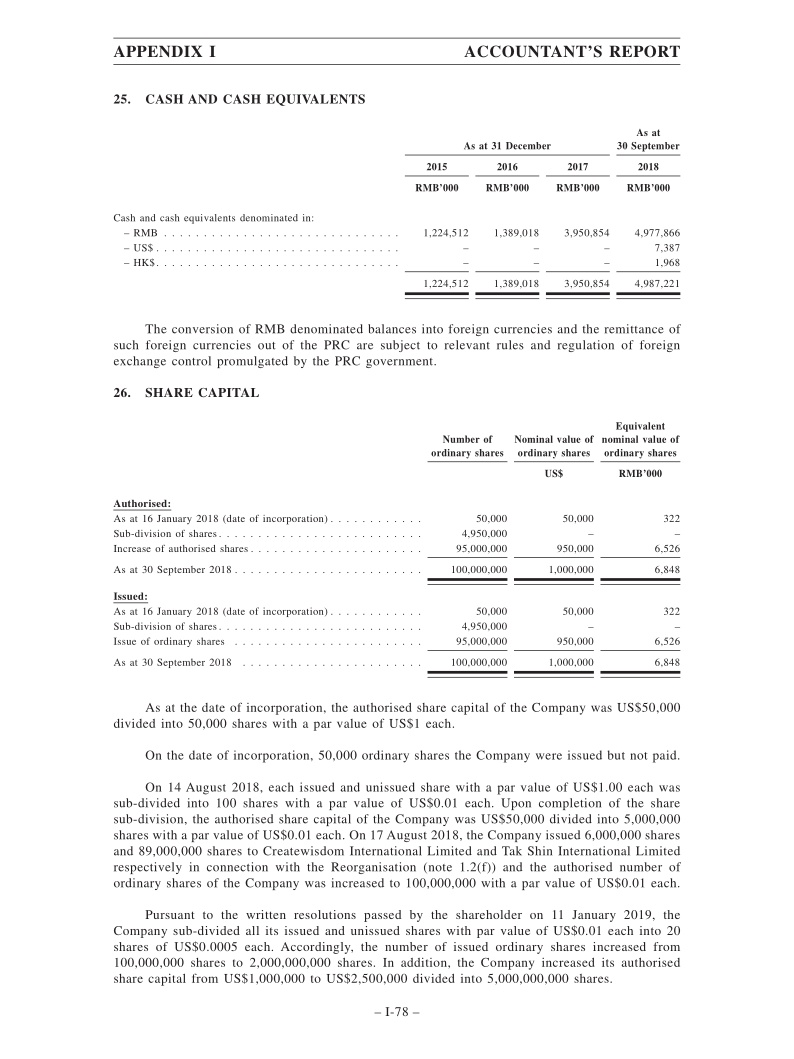 APPENDIX I ACCOUNTANT'S REPORT
25. CASH AND CASH EQUIVALENTS
As at
As at 31 December 30 September
2015 2016 2017 2018
RMB'000 RMB'000 RMB'000 RMB'000
Cash and cash equivalents denominated in:
– RMB . . . . . . . . . . . . . . . . . . . . . . . . . . . . . . 1,224,512 1,389,018 3,950,854 4,977,866
– US$ . . . . . . . . . . . . . . . . . . . . . . . . . . . . . . . – – – 7,387
– HK$. . . . . . . . . . . . . . . . . . . . . . . . . . . . . . . – – – 1,968
1,224,512 1,389,018 3,950,854 4,987,221
The conversion of RMB denominated balances into foreign currencies and the remittance of
such foreign currencies out of the PRC are subject to relevant rules and regulation of foreign
exchange control promulgated by the PRC government.
26. SHARE CAPITAL
Equivalent
Number of Nominal value of nominal value of
ordinary shares ordinary shares ordinary shares
US$ RMB'000
Authorised:
As at 16 January 2018 (date of incorporation) . . . . . . . . . . . . 50,000 50,000 322
Sub-division of shares. . . . . . . . . . . . . . . . . . . . . . . . . . 4,950,000 – –
Increase of authorised shares . . . . . . . . . . . . . . . . . . . . . . 95,000,000 950,000 6,526
As at 30 September 2018 . . . . . . . . . . . . . . . . . . . . . . . . 100,000,000 1,000,000 6,848
Issued:
As at 16 January 2018 (date of incorporation) . . . . . . . . . . . . 50,000 50,000 322
Sub-division of shares. . . . . . . . . . . . . . . . . . . . . . . . . . 4,950,000 – –
Issue of ordinary shares . . . . . . . . . . . . . . . . . . . . . . . . 95,000,000 950,000 6,526
As at 30 September 2018 . . . . . . . . . . . . . . . . . . . . . . . 100,000,000 1,000,000 6,848
As at the date of incorporation, the authorised share capital of the Company was US$50,000
divided into 50,000 shares with a par value of US$1 each.
On the date of incorporation, 50,000 ordinary shares the Company were issued but not paid.
On 14 August 2018, each issued and unissued share with a par value of US$1.00 each was
sub-divided into 100 shares with a par value of US$0.01 each. Upon completion of the share
sub-division, the authorised share capital of the Company was US$50,000 divided into 5,000,000
shares with a par value of US$0.01 each. On 17 August 2018, the Company issued 6,000,000 shares
and 89,000,000 shares to Createwisdom International Limited and Tak Shin International Limited
respectively in connection with the Reorganisation (note 1.2(f)) and the authorised number of
ordinary shares of the Company was increased to 100,000,000 with a par value of US$0.01 each.
Pursuant to the written resolutions passed by the shareholder on 11 January 2019, the
Company sub-divided all its issued and unissued shares with par value of US$0.01 each into 20
shares of US$0.0005 each. Accordingly, the number of issued ordinary shares increased from
100,000,000 shares to 2,000,000,000 shares. In addition, the Company increased its authorised
share capital from US$1,000,000 to US$2,500,000 divided into 5,000,000,000 shares.
– I-78 –